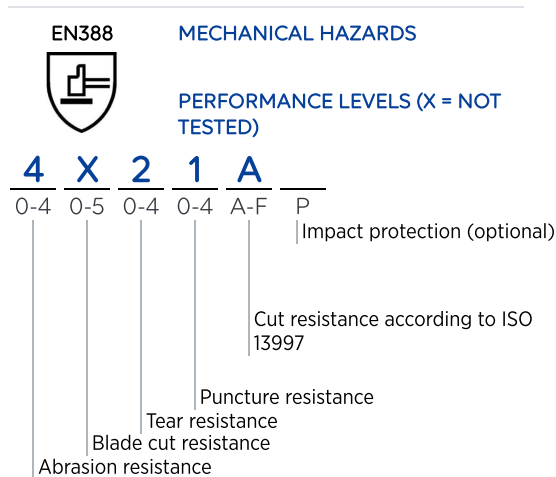 EN388
MECHANICAL HAZARDS
PERFORMANCE LEVELS (X = NOT
TESTED)
4 X 2 1 A
0-4 0-5 0-4 0-4 A-F P
Impact protection (optional)
Cut resistance according to ISO
13997
Puncture resistance
Tear resistance
Blade cut resistance
Abrasion resistance